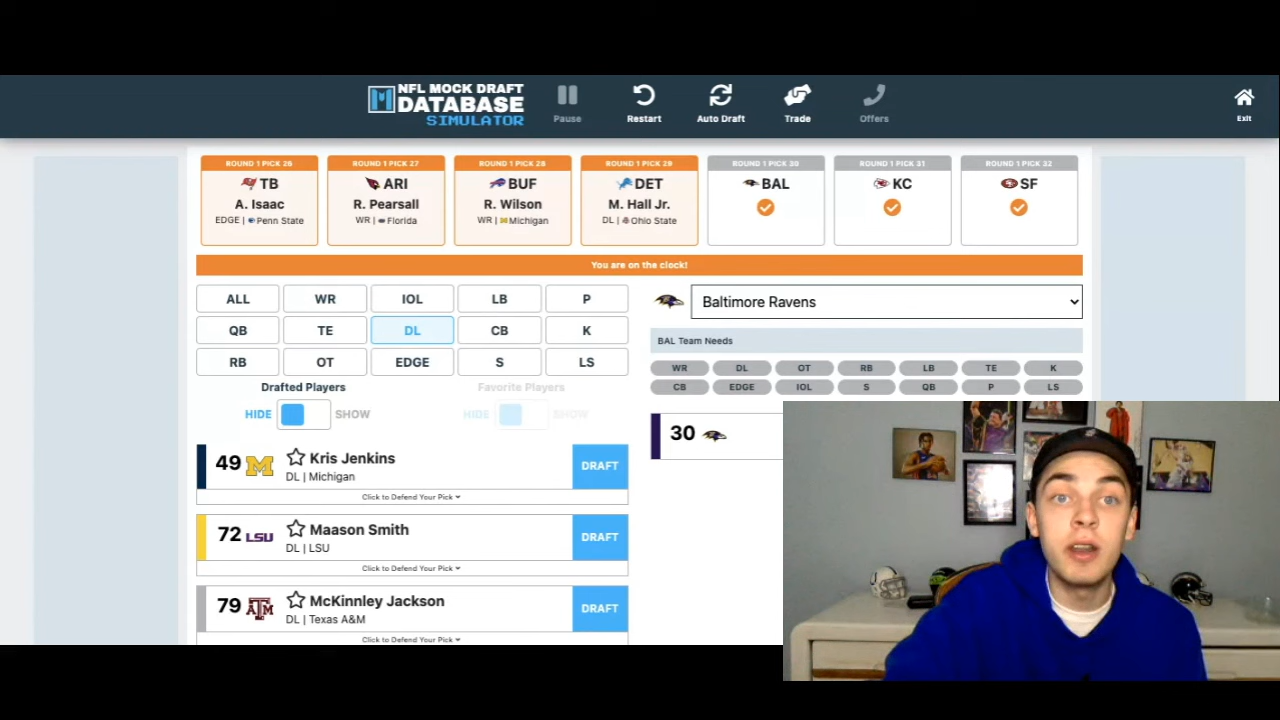 NFL MOCK DRAFT
DATABASE
SIMULATOR
Pause
Restart
Auto Draft
Trade
Offers
Exit
ROUND 1 PICK 26
ROUND 1 PICK 27
ROUND 1 PICK 28
ROUND 1 PICK 29
ROUND 1 PICK 30
ROUND 1 PICK 31
ROUND 1 PICK 32
TB
ARI
BUF
DET
BAL
KC
SF
A. Isaac
R. Pearsall
R. Wilson
M. Hall Jr.
EDGE | Penn State
WR | Florida
WR | Michigan
DL | Ohio State
You are on the clock!
ALL
WR
IOL
LB
P
QB
TE
DL
CB
K
RB
OT
EDGE
S
LS
Drafted Players
Favorite Players
HIDE
SHOW
HIDE
SHOW
49
Kris Jenkins
DL | Michigan
DRAFT
Click to Defend Your Pick
72 LSU
Maason Smith
DL | LSU
DRAFT
Click to Defend Your Pick
79
McKinnley Jackson
DL | Texas A&M
DRAFT
Click to Defend Your Pick
Baltimore Ravens
BAL Team Needs
WR
DL
OT
RB
LB
TE
K
CB
EDGE
IOL
S
QB
P
LS
30